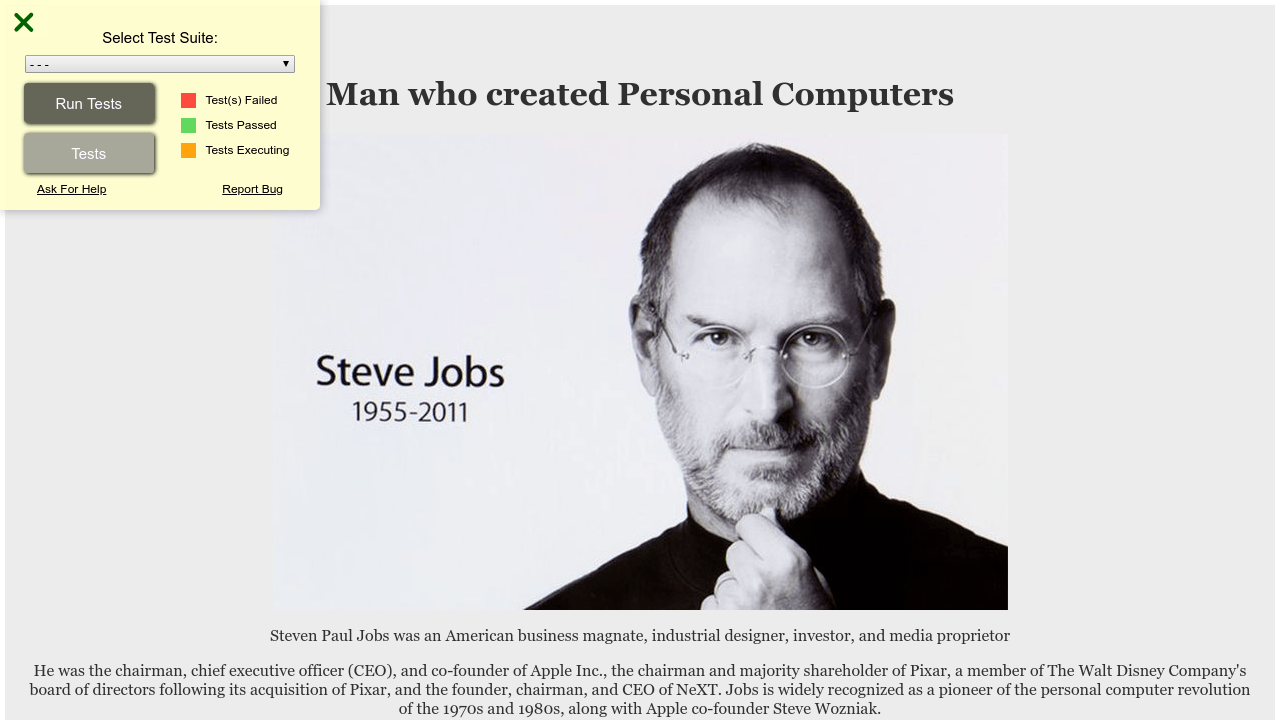 Select Test Suite:
- - -
Run Tests
Test(s) Failed
Tests Passed
Tests
Tests Executing
Ask For Help
Report Bug
Man who created Personal Computers
Steve Jobs
1955-2011
Steven Paul Jobs was an American business magnate, industrial designer, investor, and media proprietor
He was the chairman, chief executive officer (CEO), and co-founder of Apple Inc., the chairman and majority shareholder of Pixar, a member of The Walt Disney Company's
board of directors following its acquisition of Pixar, and the founder, chairman, and CEO of NeXT. Jobs is widely recognized as a pioneer of the personal computer revolution
of the 1970s and 1980s, along with Apple co-founder Steve Wozniak.